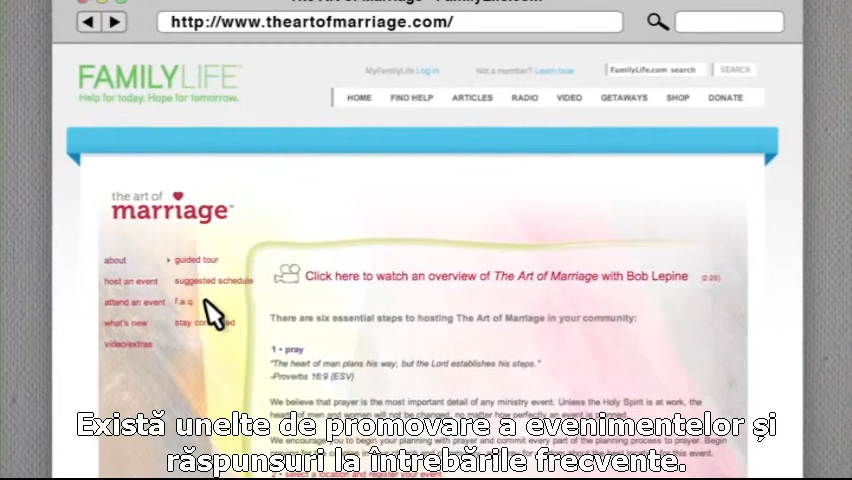 http://www.theartofmarriage.com/
FAMILYLIFE™
Help for today. Hope for tomorrow.
MyFamilyLife Log in
Not a member? Learn how
FamilyLife.com search
SEARCH
HOME FIND HELP ARTICLES RADIO VIDEO GETAWAYS SHOP DONATE
the art of
marriage™
about
host an event
attend an event
what's new
video/extras
guided tour
suggested schedule
f.a.q.
Click here to watch an overview of The Art of Marriage with Bob Lepine (2:28)
There are six essential steps to hosting The Art of Marriage in your community:
1 • pray
"The heart of man plans his way, but the Lord establishes his steps."
-Proverbs 16:9 (ESV)
We believe that prayer is the most important detail of any ministry event. Unless the Holy Spirit is at work, the
Există unelte de promovare a evenimentelor și
răspunsuri la întrebările frecvente.